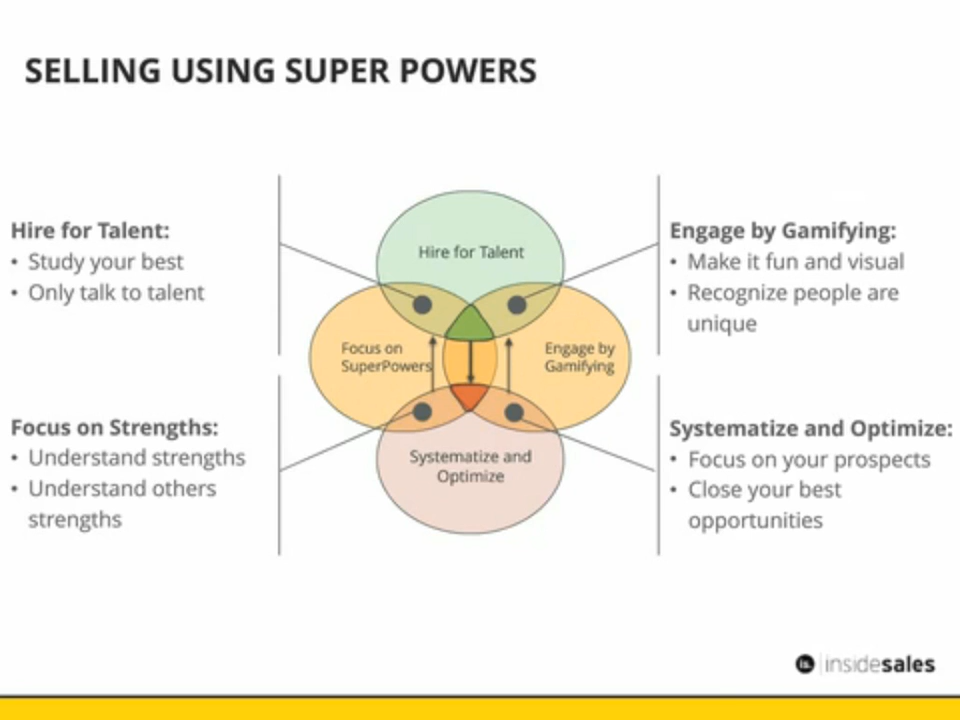 SELLING USING SUPER POWERS
Hire for Talent:
• Study your best
• Only talk to talent
Focus on Strengths:
• Understand strengths
• Understand others
strengths
Hire for Talent
Focus on
SuperPowers
Engage by
Gamifying
Systematize and
Optimize
Engage by Gamifying:
• Make it fun and visual
• Recognize people are
unique
Systematize and Optimize:
• Focus on your prospects
• Close your best
opportunities
is. insidesales